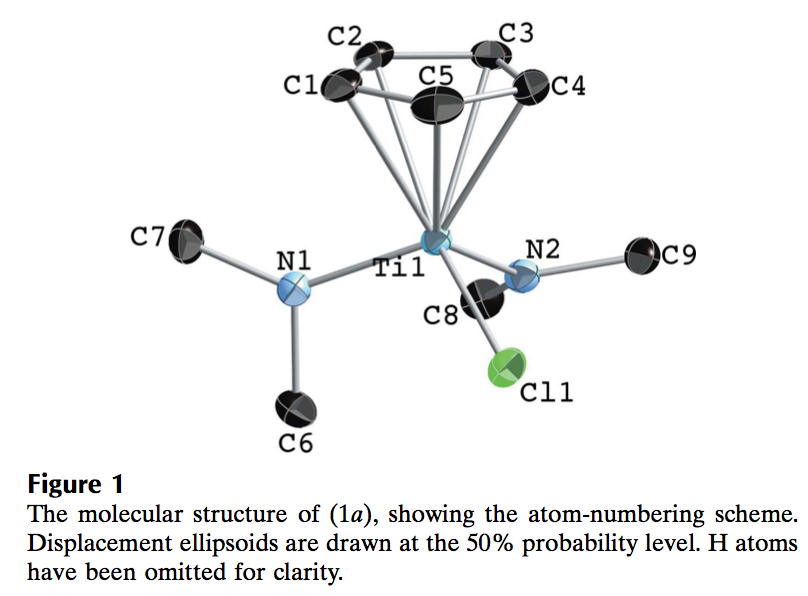 C2
C3
C1
C5
C4
C7
N1
Ti1
N2
C9
C8
Cl1
C6
Figure 1
The molecular structure of (1a), showing the atom-numbering scheme.
Displacement ellipsoids are drawn at the 50% probability level. H atoms
have been omitted for clarity.